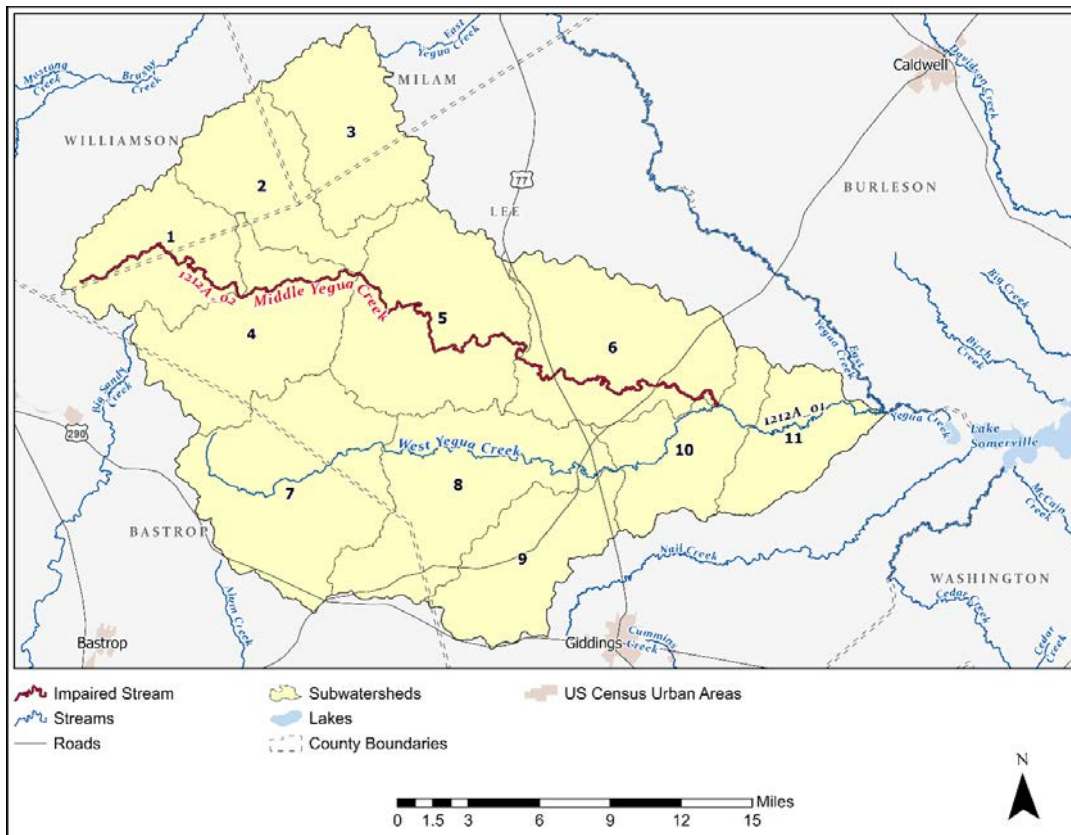 East
Yegua Creek
MILAM
Mustang
Creek
Brushy
Creek
WILLIAMSON
Caldwell
Davidson Creek
3
77
2
BURLESON
LEE
1
1212A_02
Middle Yegua
Creek
5
4
6
Big Creek
Birch
Creek
East
Yegua Creek
Big Sandy
Creek
290
1212A_01
11
Yegua
Creek
Lake
Somerville
West Yegua Creek
10
7
8
McCain
Creek
BASTROP
9
Nail Creek
WASHINGTON
Cedar Creek
Alum Creek
Bastrop
Giddings
Cummins
Creek
Cedar
Creek
Impaired Stream
Subwatersheds
US Census Urban Areas
Streams
Lakes
Roads
County Boundaries
N
Miles
0 1.5 3 6 9 12 15